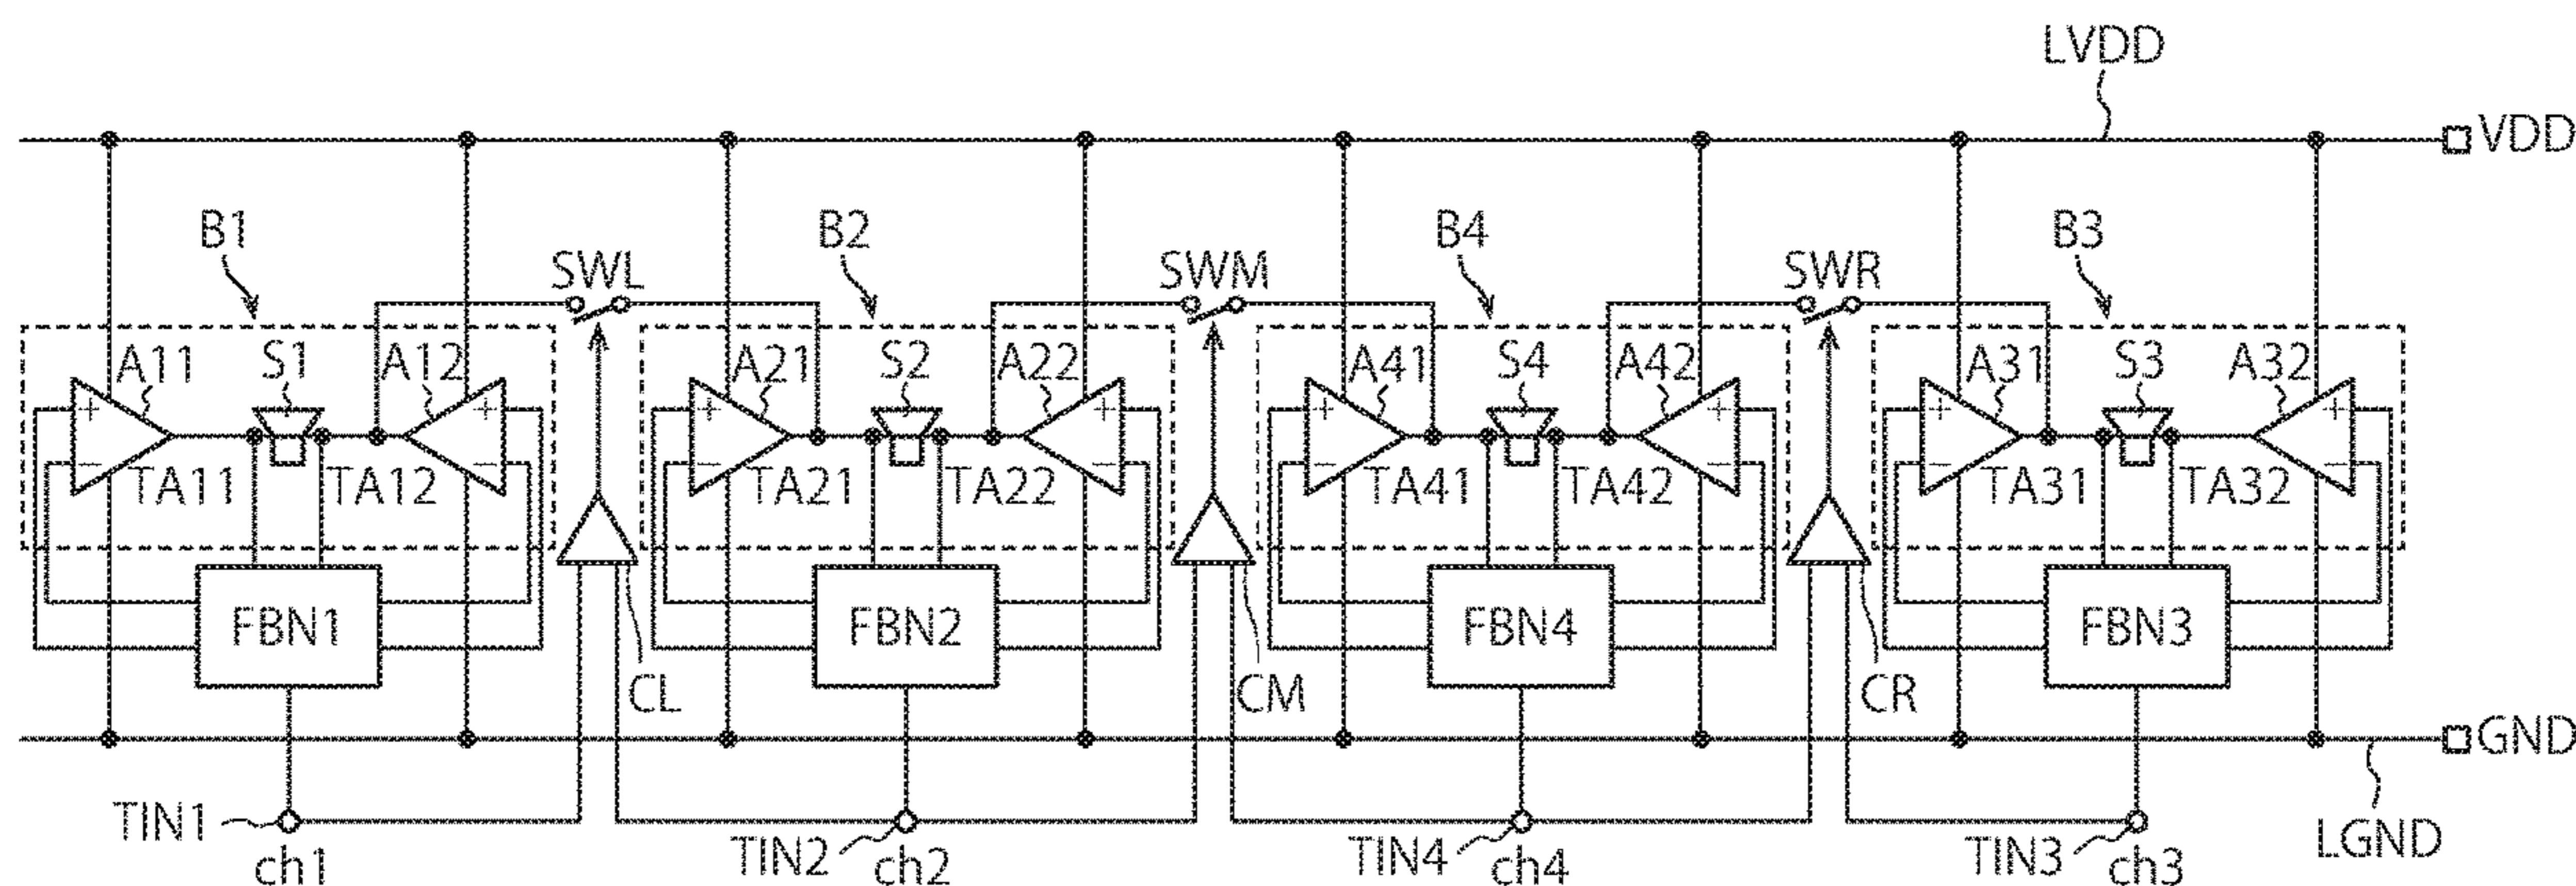 LVDD
VDD
B1
B2
B4
B3
SWL
SWM
SWR
A11
S1
A12
A21
S2
A22
A41
S4
A42
A31
S3
A32
+
+
+
+
+
+
+
+
−
−
−
−
−
−
−
−
TA11
TA12
TA21
TA22
TA41
TA42
TA31
TA32
FBN1
FBN2
FBN4
FBN3
CL
CM
CR
GND
TIN1
ch1
TIN2
ch2
TIN4
ch4
TIN3
ch3
LGND